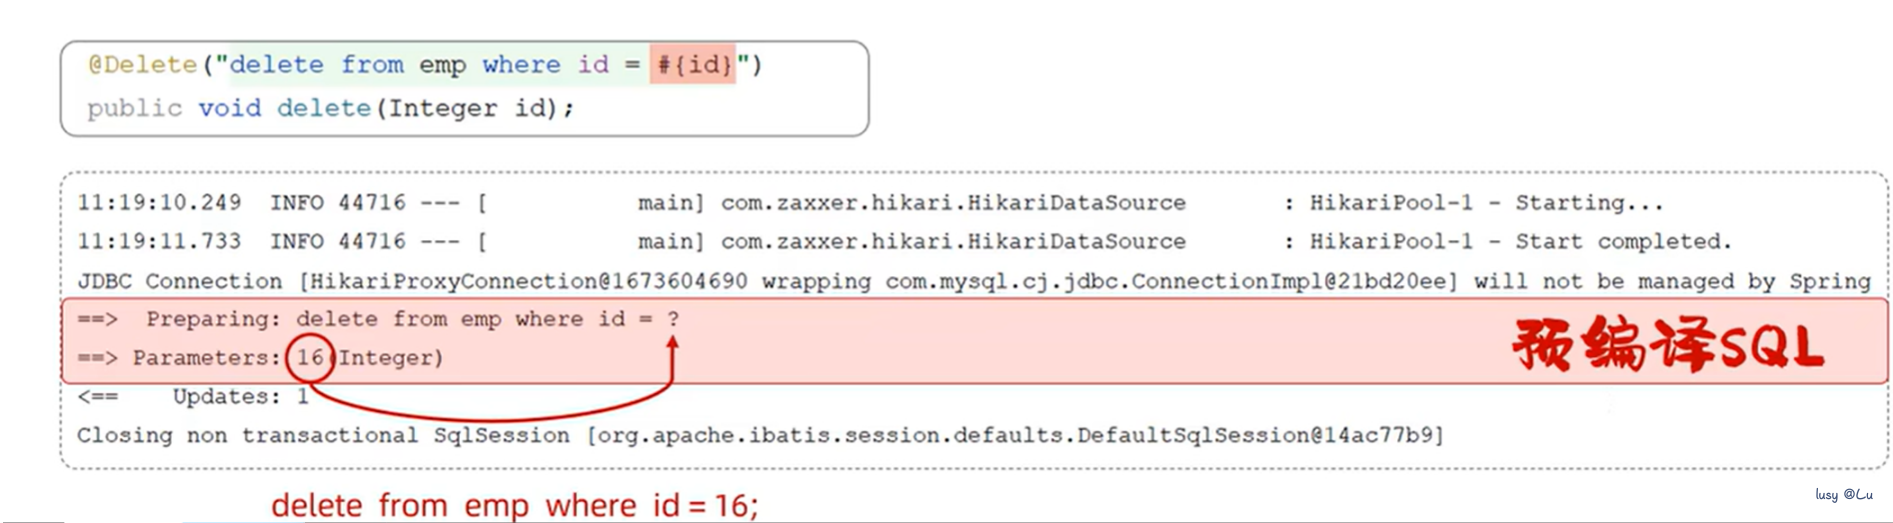 @Delete("delete from emp where id = #{id}")
public void delete(Integer id);
11:19:10.249  INFO 44716 --- [           main] com.zaxxer.hikari.HikariDataSource       : HikariPool-1 - Starting...
11:19:11.733  INFO 44716 --- [           main] com.zaxxer.hikari.HikariDataSource       : HikariPool-1 - Start completed.
JDBC Connection [HikariProxyConnection@1673604690 wrapping com.mysql.cj.jdbc.ConnectionImpl@21bd20ee] will not be managed by Spring
==>  Preparing: delete from emp where id = ?
==> Parameters: 16(Integer)
预编译SQL
<==    Updates: 1
Closing non transactional SqlSession [org.apache.ibatis.session.defaults.DefaultSqlSession@14ac77b9]
delete from emp where id = 16;
lusy @Lu